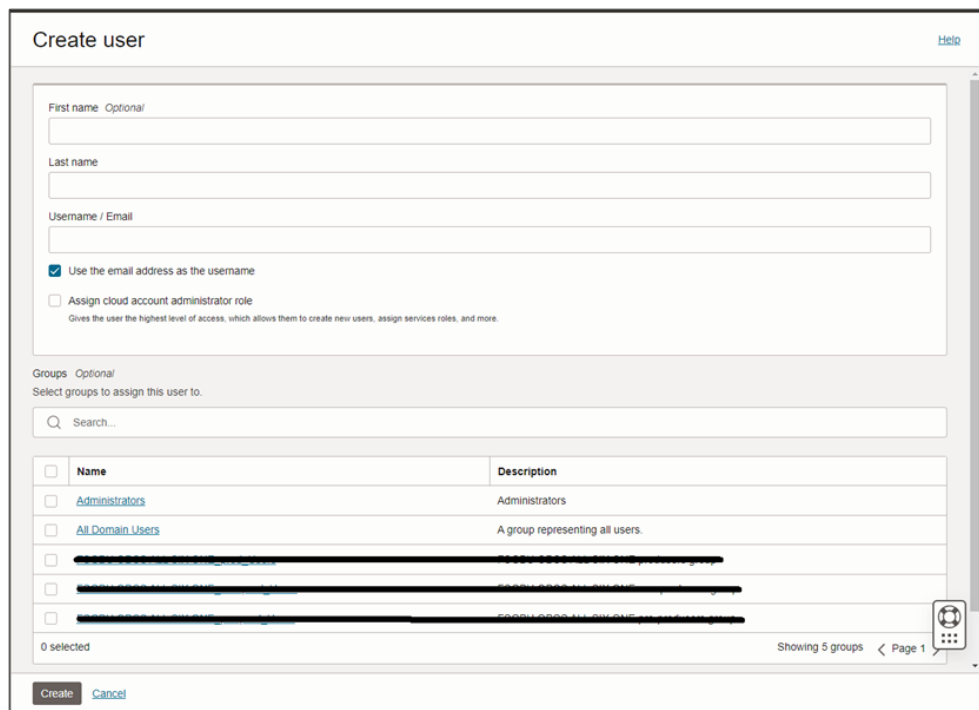 Create user
Help
First name Optional
Last name
Username / Email
Use the email address as the username
Assign cloud account administrator role
Gives the user the highest level of access, which allows them to create new users, assign services roles, and more.
Groups Optional
Select groups to assign this user to.
Search...
Name Description
Administrators Administrators
All Domain Users A group representing all users.
0 selected Showing 5 groups Page 1
Create Cancel